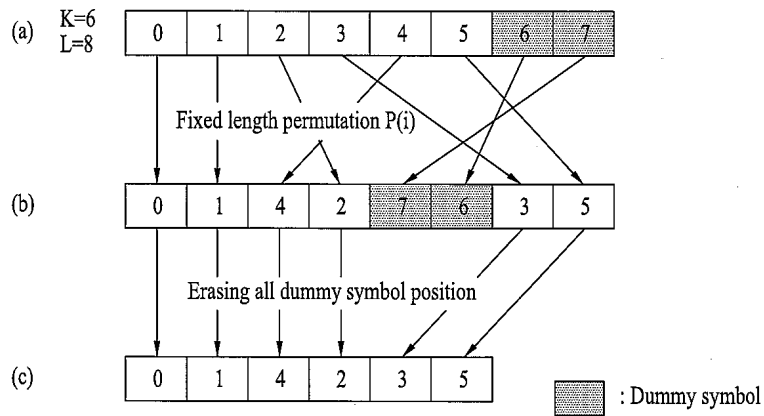 K=6
(a) L=8
0 1 2 3 4 5 6 7
Fixed length permutation P(i)
(b) 0 1 4 2 7 6 3 5
Erasing all dummy symbol position
(c) 0 1 4 2 3 5
: Dummy symbol